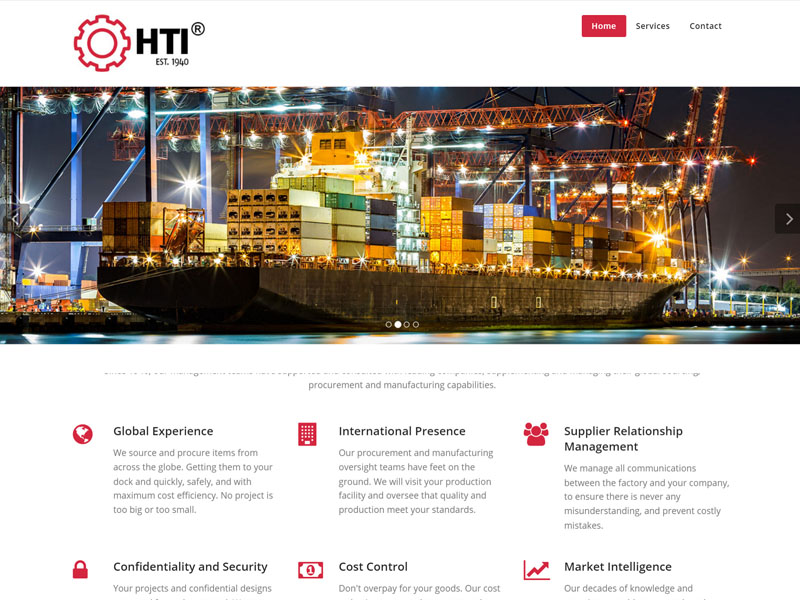 HTI®
EST. 1940
Home Services Contact
procurement and manufacturing capabilities.
Global Experience
We source and procure items from
across the globe. Getting them to your
dock and quickly, safely, and with
maximum cost efficiency. No project is
too big or too small.
International Presence
Our procurement and manufacturing
oversight teams have feet on the
ground. We will visit your production
facility and oversee that quality and
production meet your standards.
Supplier Relationship
Management
We manage all communications
between the factory and your company,
to ensure there is never any
misunderstanding, and prevent costly
mistakes.
Confidentiality and Security
Your projects and confidential designs
Cost Control
Don't overpay for your goods. Our cost
Market Intelligence
Our decades of knowledge and